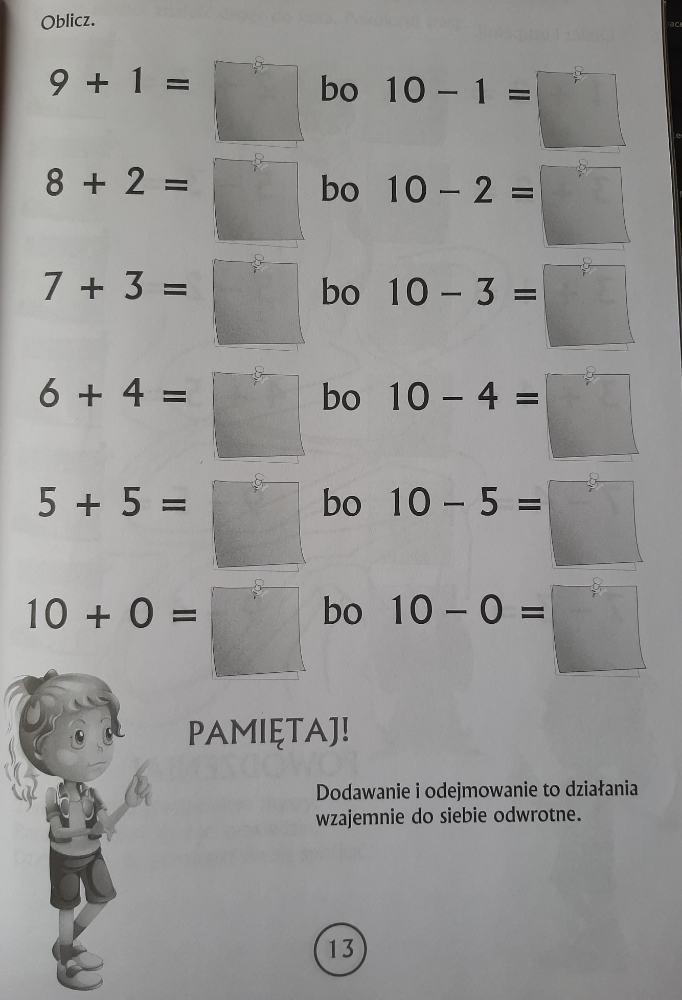 Oblicz.
9 + 1 = bo 10 – 1 =
8 + 2 = bo 10 – 2 =
7 + 3 = bo 10 – 3 =
6 + 4 = bo 10 – 4 =
5 + 5 = bo 10 – 5 =
10 + 0 = bo 10 – 0 =
PAMIĘTAJ!
Dodawanie i odejmowanie to działania
wzajemnie do siebie odwrotne.
13